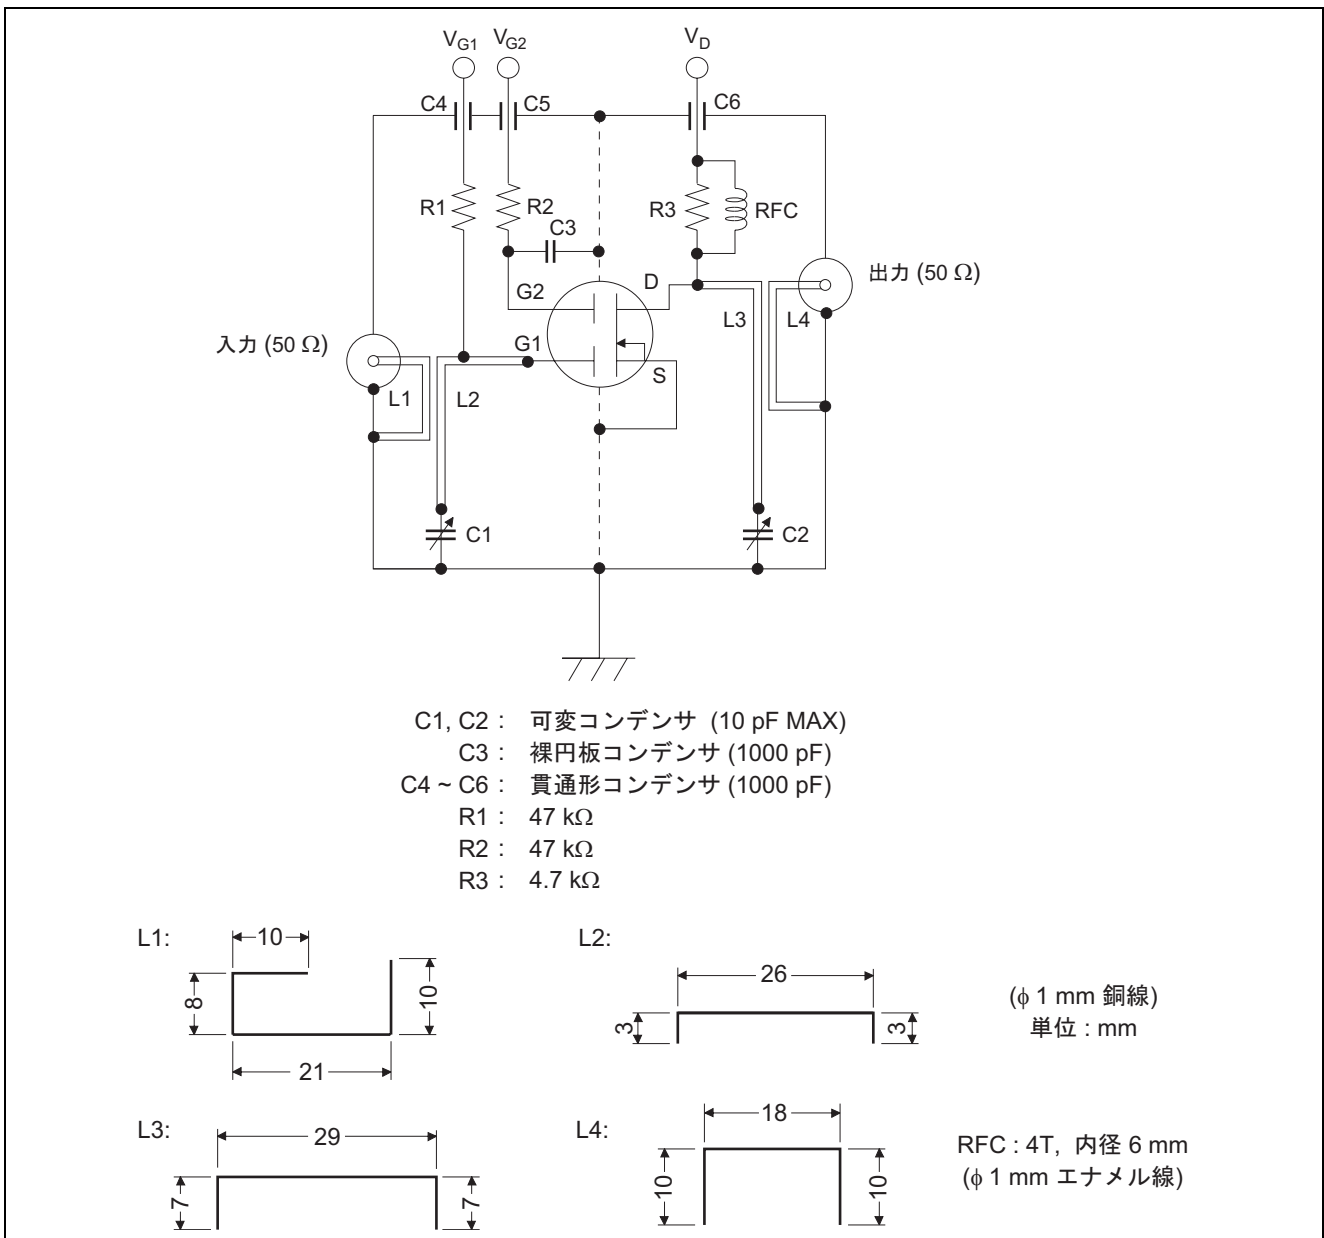 VG1 VG2 VD
C4 C5 C6
R1 R2 R3 RFC
C3
G2 D
出力 (50 Ω)
L3 L4
入力 (50 Ω)
G1
S
L1 L2
C1 C2
C1, C2 : 可変コンデンサ (10 pF MAX)
C3 : 裸円板コンデンサ (1000 pF)
C4 ~ C6 : 貫通形コンデンサ (1000 pF)
R1 : 47 kΩ
R2 : 47 kΩ
R3 : 4.7 kΩ
L1:
10
8
10
21
L2:
26
3
3
(φ 1 mm 銅線)
単位 : mm
L3:
29
7
7
L4:
18
10
10
RFC : 4T, 内径 6 mm
(φ 1 mm エナメル線)